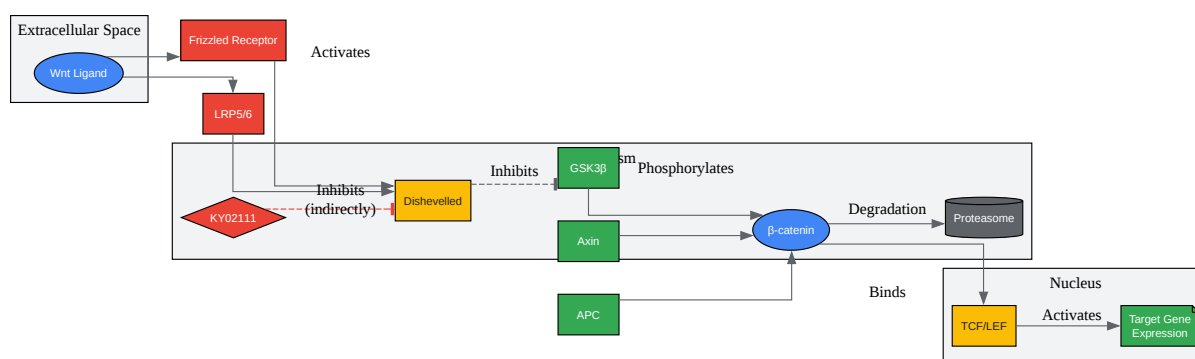 Extracellular Space
Frizzled Receptor
Activates
Wnt Ligand
LRP5/6
sm
GSK3β
Phosphorylates
Inhibits
Inhibits
(indirectly)
Dishevelled
KY02111
Degradation
Proteasome
β-catenin
Axin
Nucleus
Binds
APC
Activates
TCF/LEF
Target Gene
Expression